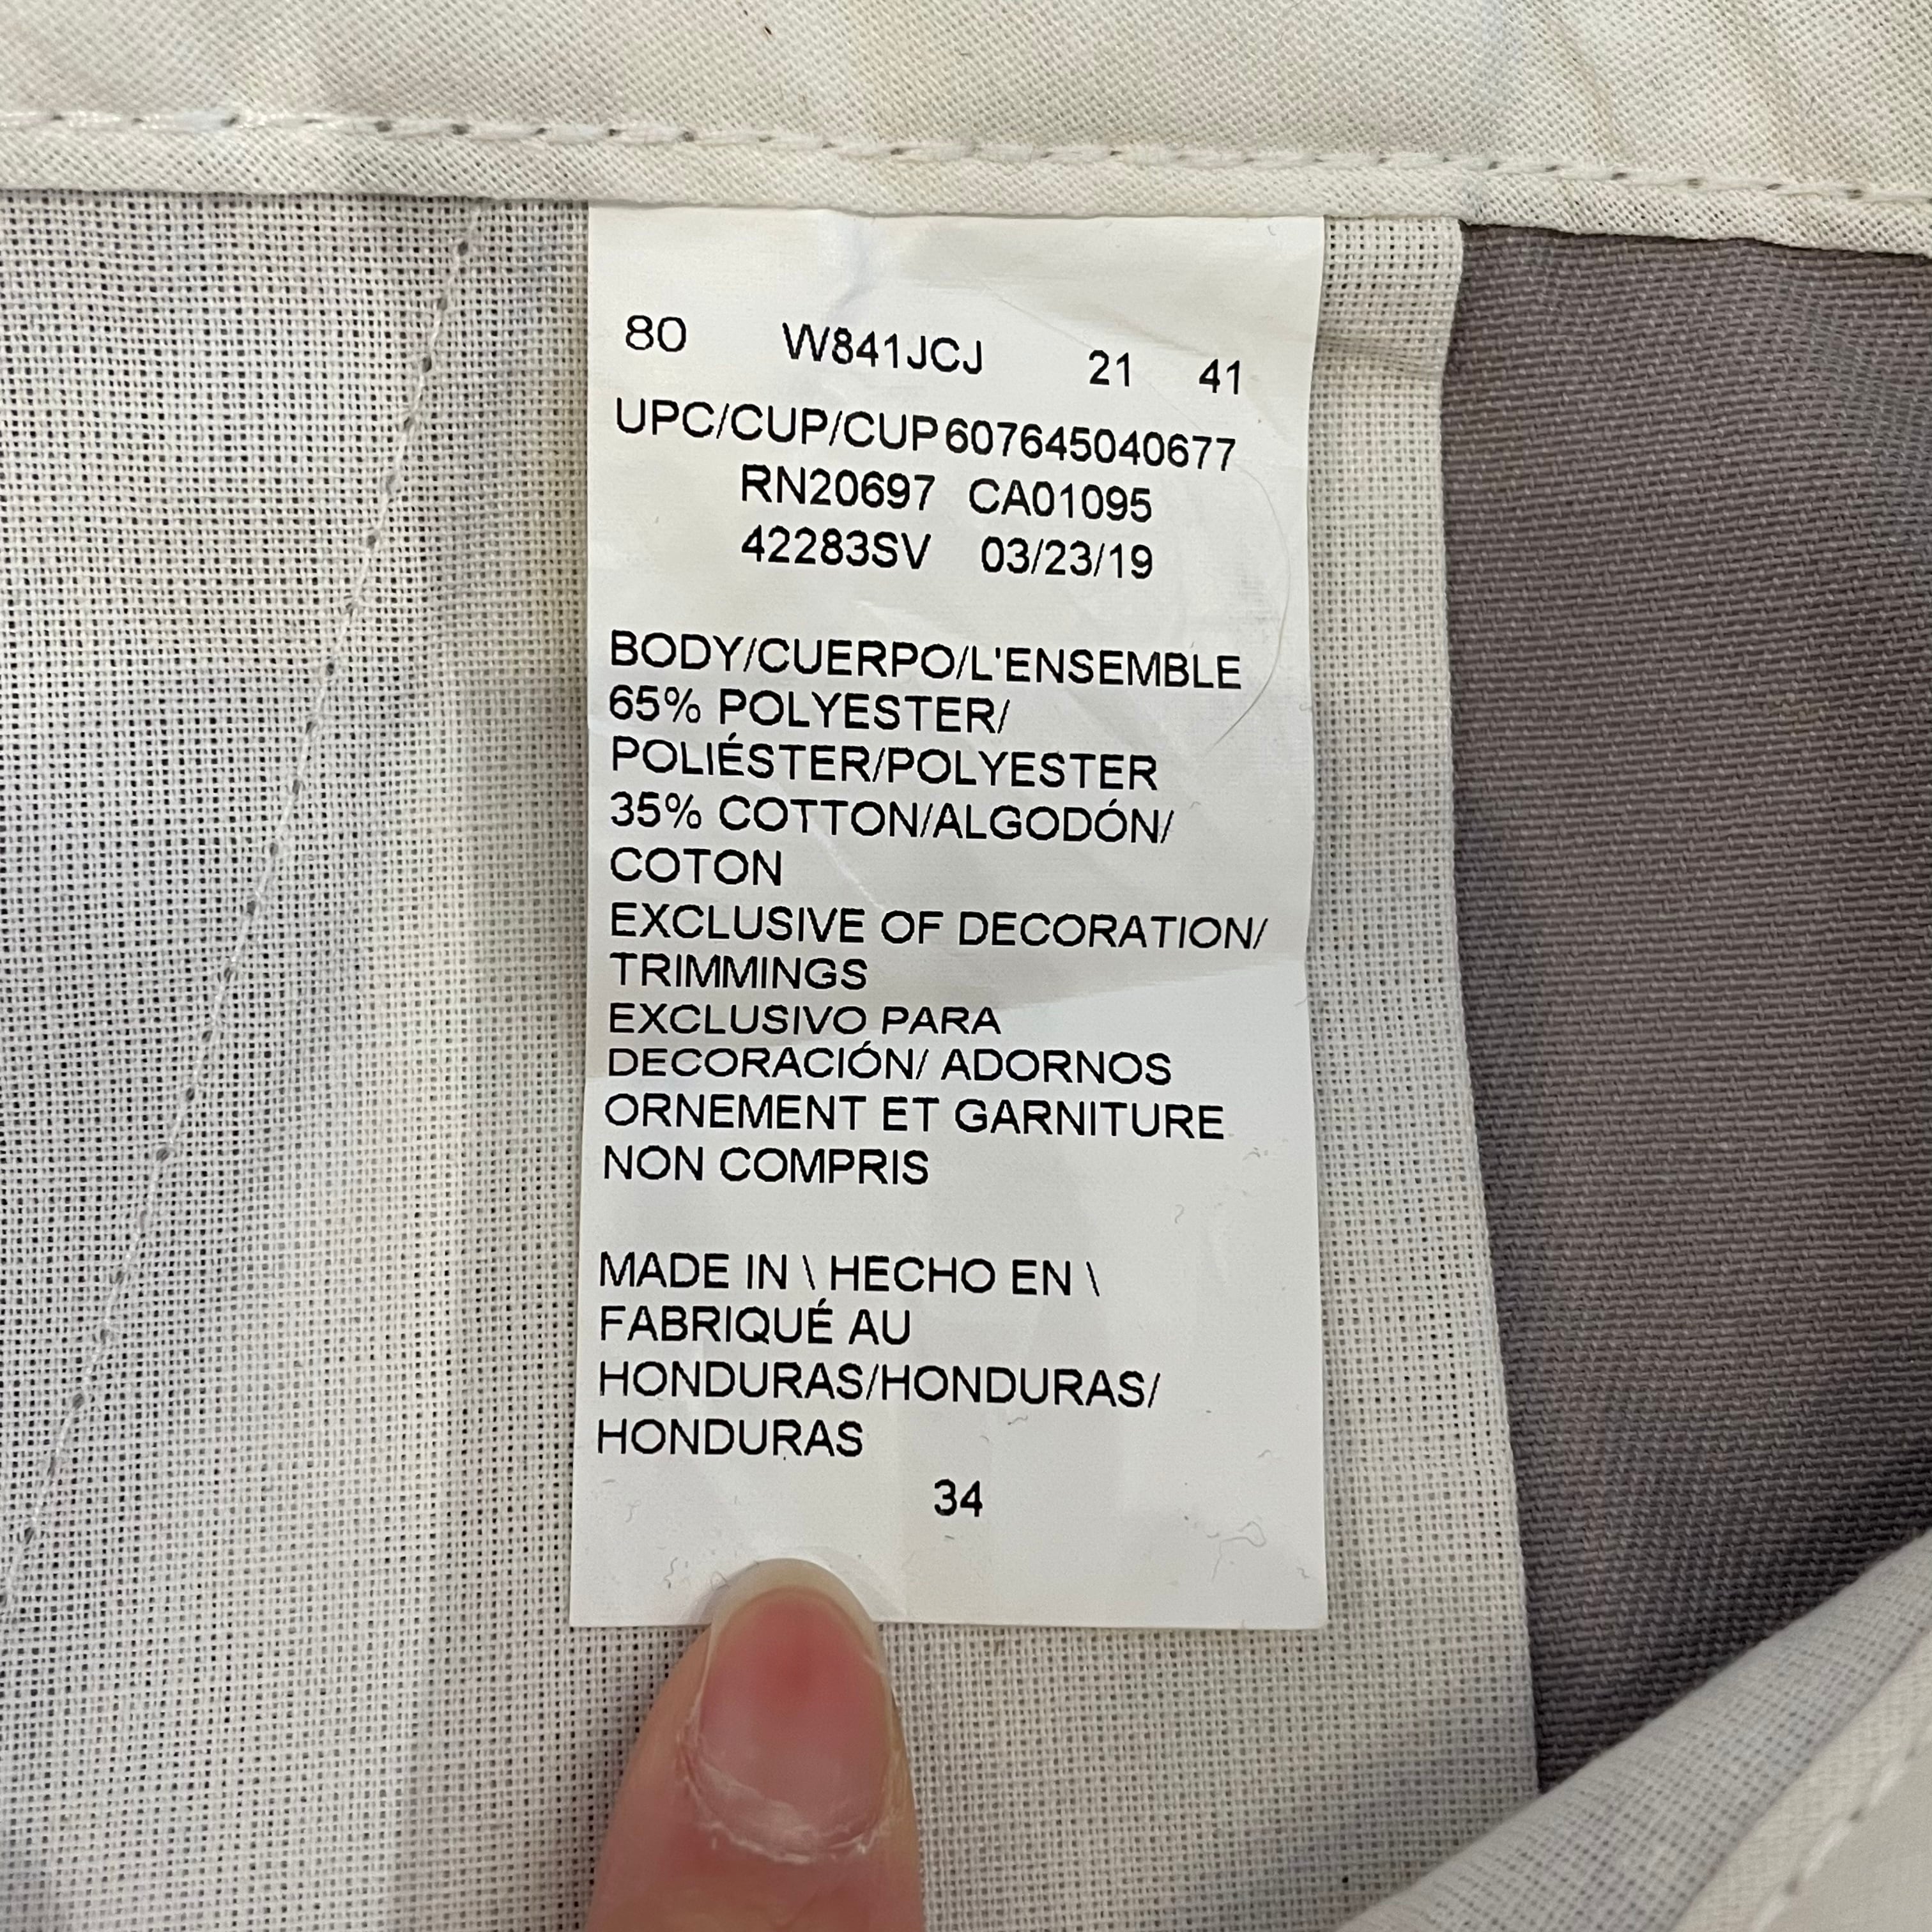 80 W841JCJ 21 41
UPC/CUP/CUP 607645040677
RN20697 CA01095
42283SV 03/23/19
BODY/CUERPO/L'ENSEMBLE
65% POLYESTER/
POLIÉSTER/POLYESTER
35% COTTON/ALGODÓN/
COTON
EXCLUSIVE OF DECORATION/
TRIMMINGS
EXCLUSIVO PARA
DECORACIÓN/ ADORNOS
ORNEMENT ET GARNITURE
NON COMPRIS
MADE IN \ HECHO EN \
FABRIQUÉ AU
HONDURAS/HONDURAS/
HONDURAS
34